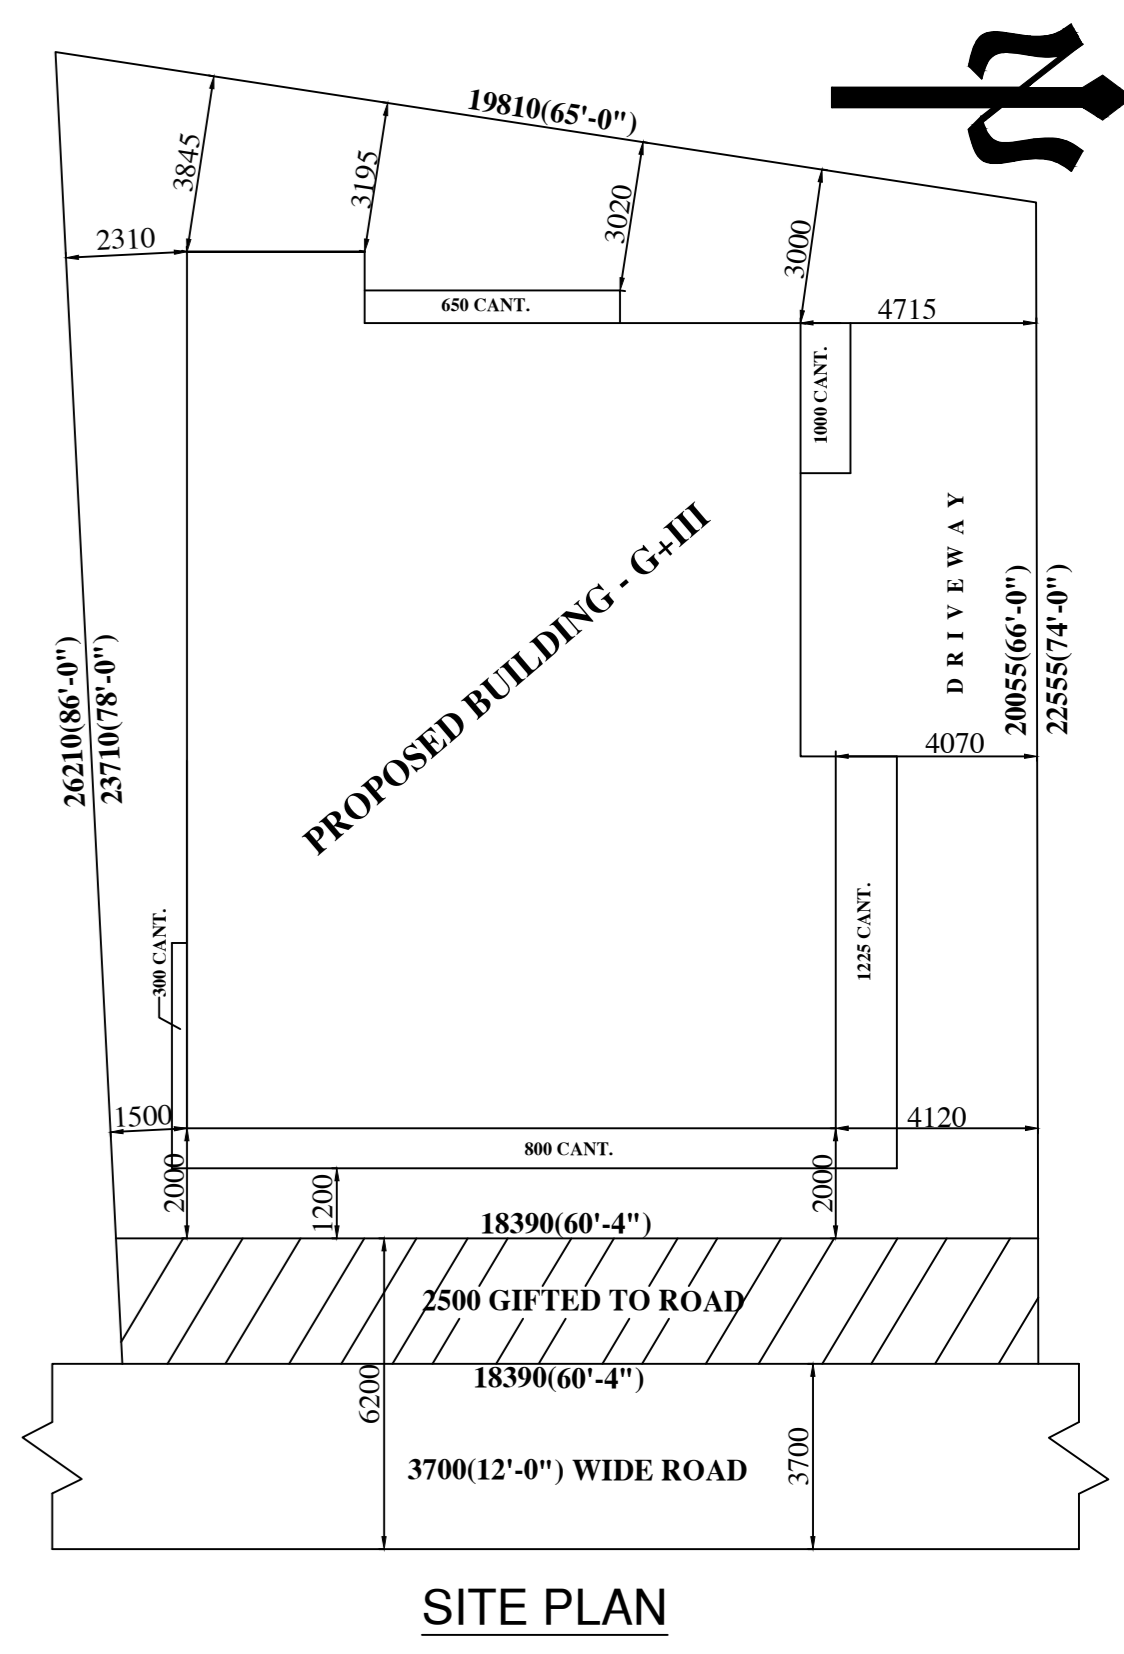 19810(65'-0")
3845
3195
3020
3000
2310
4715
650 CANT.
1000 CANT.
PROPOSED BUILDING - G+III
DRIVEWAY
20055(66'-0")
22555(74'-0")
26210(86'-0")
23710(78'-0")
4070
300 CANT.
1225 CANT.
1500
4120
800 CANT.
2000
1200
2000
18390(60'-4")
2500 GIFTED TO ROAD
18390(60'-4")
6200
3700(12'-0") WIDE ROAD
3700
SITE PLAN